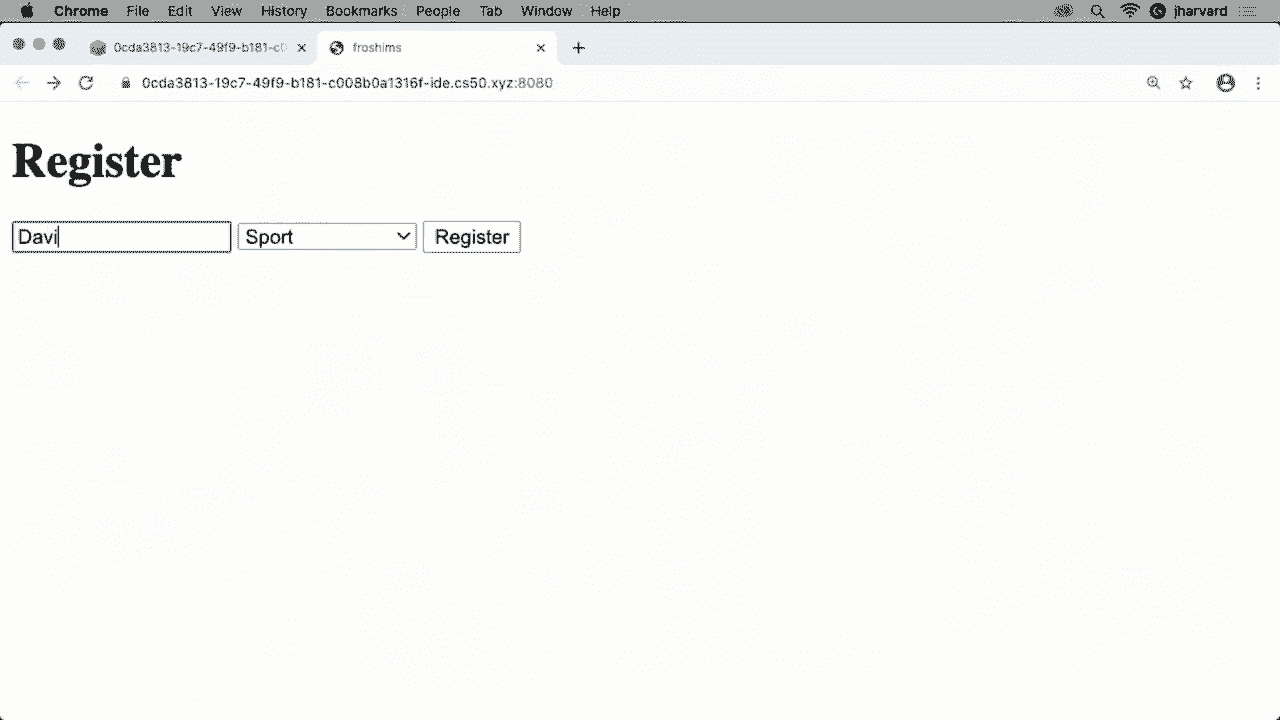 Chrome File Edit View History Bookmarks People Tab Window Help jharvard
0cda3813-19c7-49f9-b181-c0 froshims
0cda3813-19c7-49f9-b181-c008b0a1316f-ide.cs50.xyz:8080
Register
Davi Sport Register